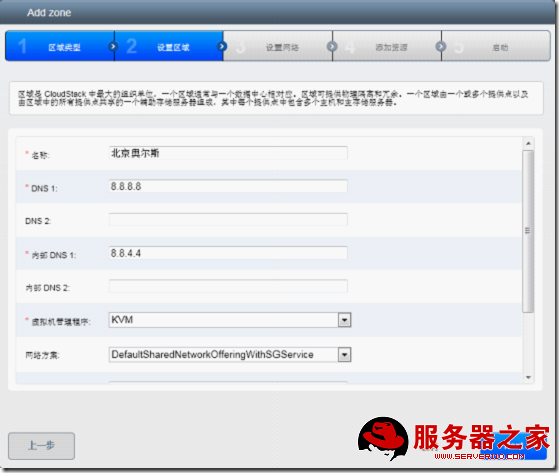 Add zone
1 区域类型
2 设置区域
3 设置网络
4 添加资源
5 启动
区域是 CloudStack 中最大的组织单位，一个区域通常与一个数据中心相对应。区域可提供物理隔离和冗余。一个区域由一个或多个提供点以及
由区域中的所有提供点共享的一个辅助存储服务器组成，其中每个提供点中包含多个主机和主存储服务器。
* 名称: 北京奥尔斯
* DNS 1: 8.8.8.8
DNS 2:
* 内部 DNS 1: 8.8.4.4
内部 DNS 2:
* 虚拟机管理程序: KVM
网络方案: DefaultSharedNetworkOfferingWithSGService
上一步
服务器之家
WWW.SERVER110.COM